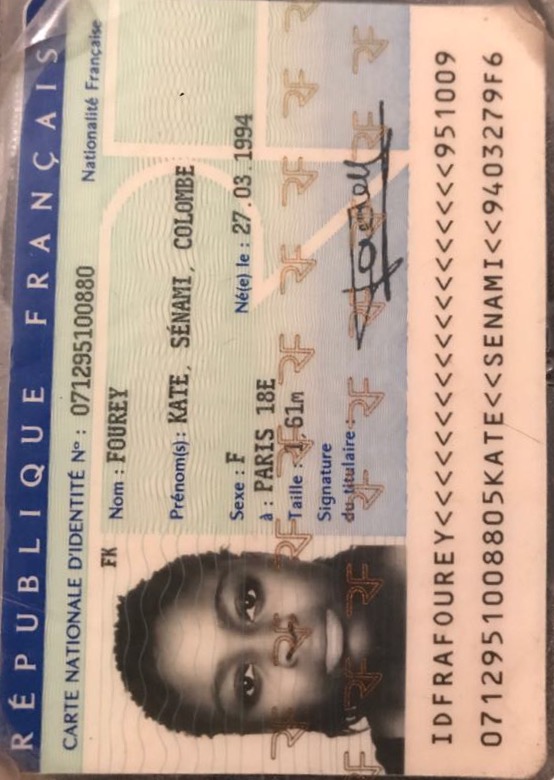 RÉPUBLIQUE FRANÇAIS
CARTE NATIONALE D'IDENTITÉ N° : 071295100880
Nationalité Française
FK
Nom : FOUREY
Prénom(s): KATE, SÉNAMI, COLOMBE
Sexe : F
Né(e) le : 27.03.1994
à : PARIS 18E
Taille : 1,61m
Signature
du titulaire :
IDFRAFOUREY<<<<<<<<<<<<<<<<<<<951009
0712951008805KATE<<SENAMI<<9403279F6